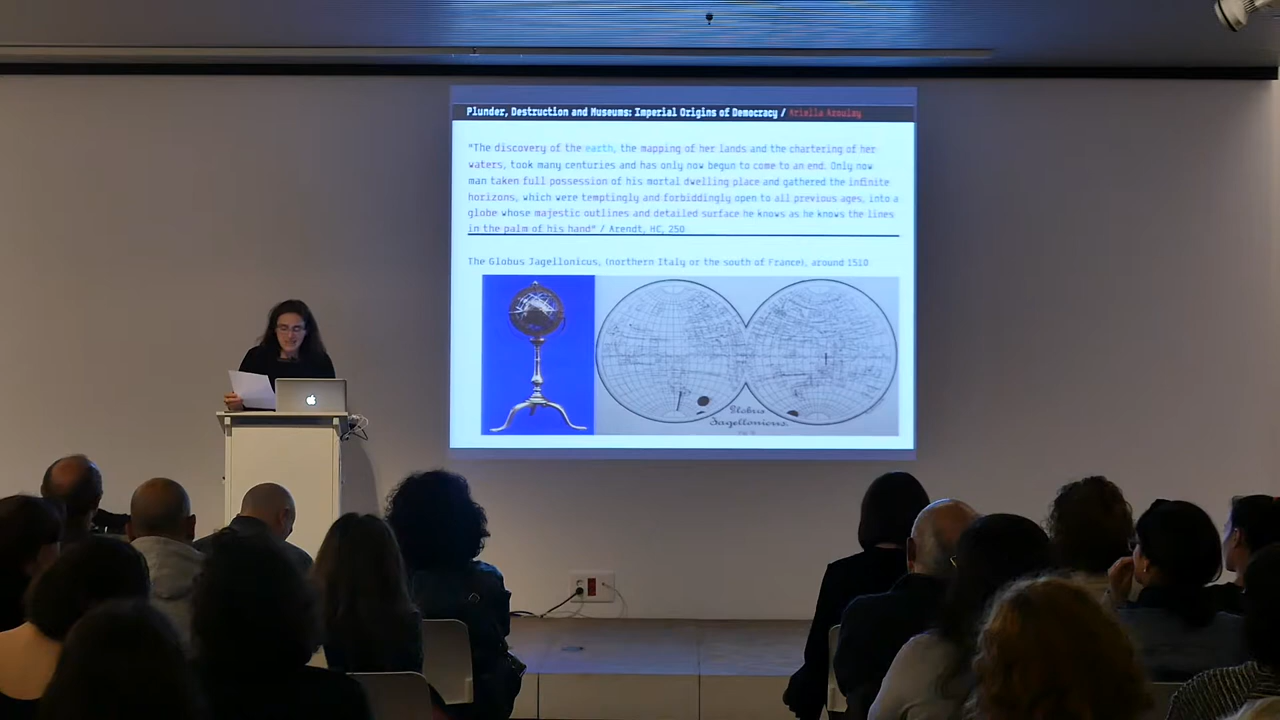 Plunder, Destruction and Museums: Imperial Origins of Democracy / Ariella Azoulay
"The discovery of the earth, the mapping of her lands and the chartering of her
waters, took many centuries and has only now begun to come to an end. Only now
man taken full possession of his mortal dwelling place and gathered the infinite
horizons, which were temptingly and forbiddingly open to all previous ages, into a
globe whose majestic outlines and detailed surface he knows as he knows the lines
in the palm of his hand" / Arendt, HC, 250
The Globus Jagellonicus, (northern Italy or the south of France), around 1510
Globus
Jagellonicus.